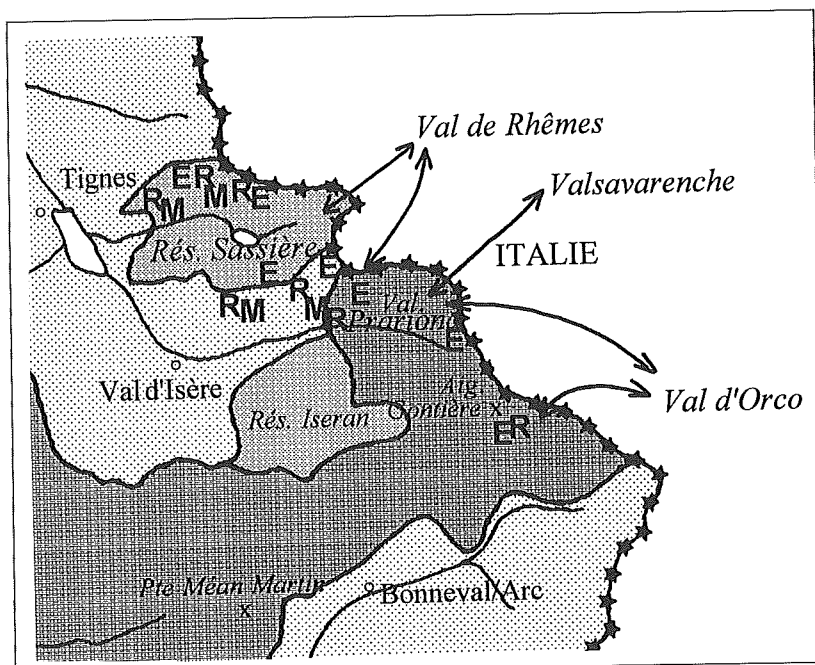 Val de Rhêmes
Tignes
E
R
R
E
M
R
M
Valsavarenche
Rés. Sassière
ITALIE
E
E
E
R
M
R
M
R
Val
Prariond
E
Val d'Isère
Aig.
Gontière x
Val d'Orco
Rés. Iseran
E
R
Pte Méan Martin
x
Bonneval/Arc